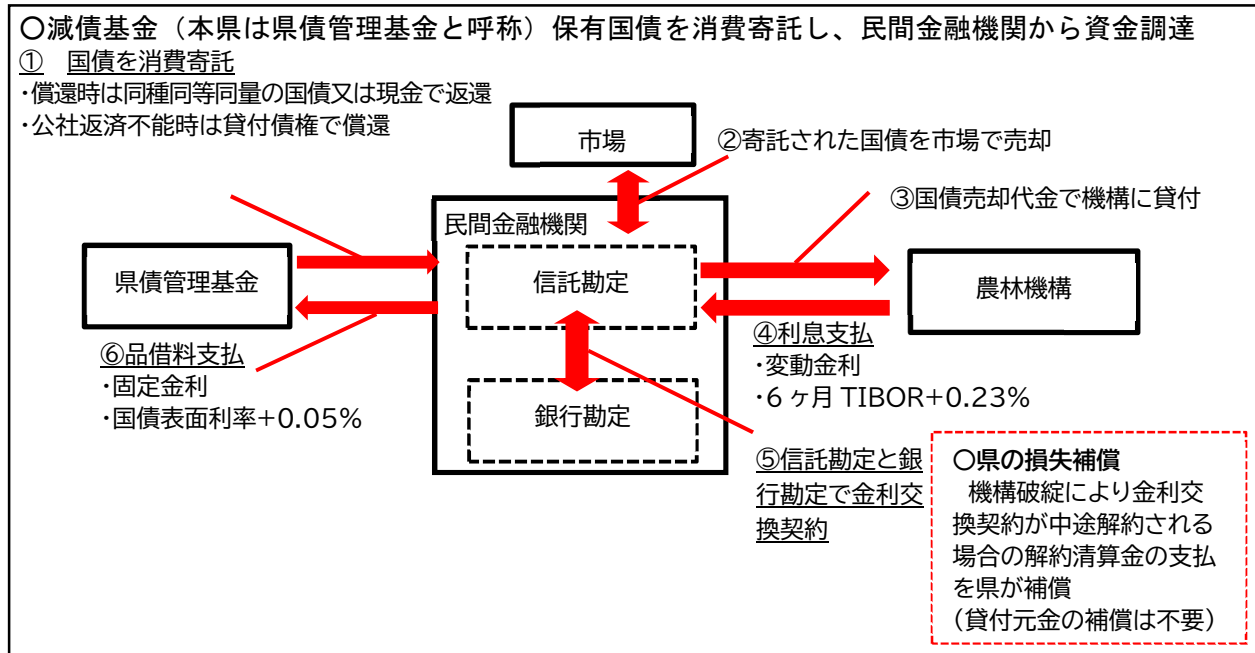 〇減債基金（本県は県債管理基金と呼称）保有国債を消費寄託し、民間金融機関から資金調達
①　国債を消費寄託
・償還時は同種同等同量の国債又は現金で返還
・公社返済不能時は貸付債権で償還
市場
②寄託された国債を市場で売却
③国債売却代金で機構に貸付
民間金融機関
県債管理基金
信託勘定
農林機構
④利息支払
・変動金利
・6ヶ月TIBOR+0.23%
⑥品借料支払
・固定金利
・国債表面利率+0.05%
銀行勘定
⑤信託勘定と銀
行勘定で金利交
換契約
〇県の損失補償
機構破綻により金利交
換契約が中途解約される
場合の解約清算金の支払
を県が補償
（貸付元金の補償は不要）